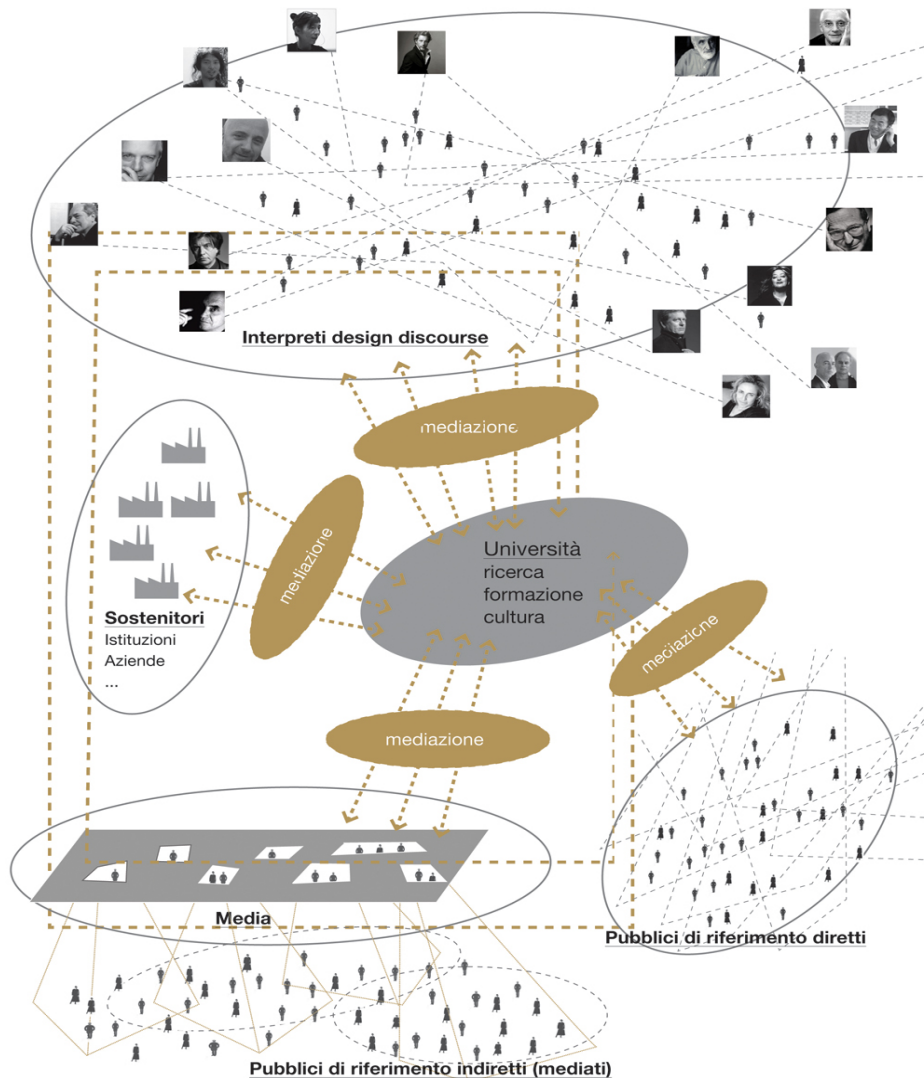 Interpreti design discourse
mediazione
mediazione
Università
ricerca
formazione
cultura
Sostenitori
Istituzioni
Aziende
...
mediazione
mediazione
Media
Pubblici di riferimento diretti
Pubblici di riferimento indiretti (mediati)